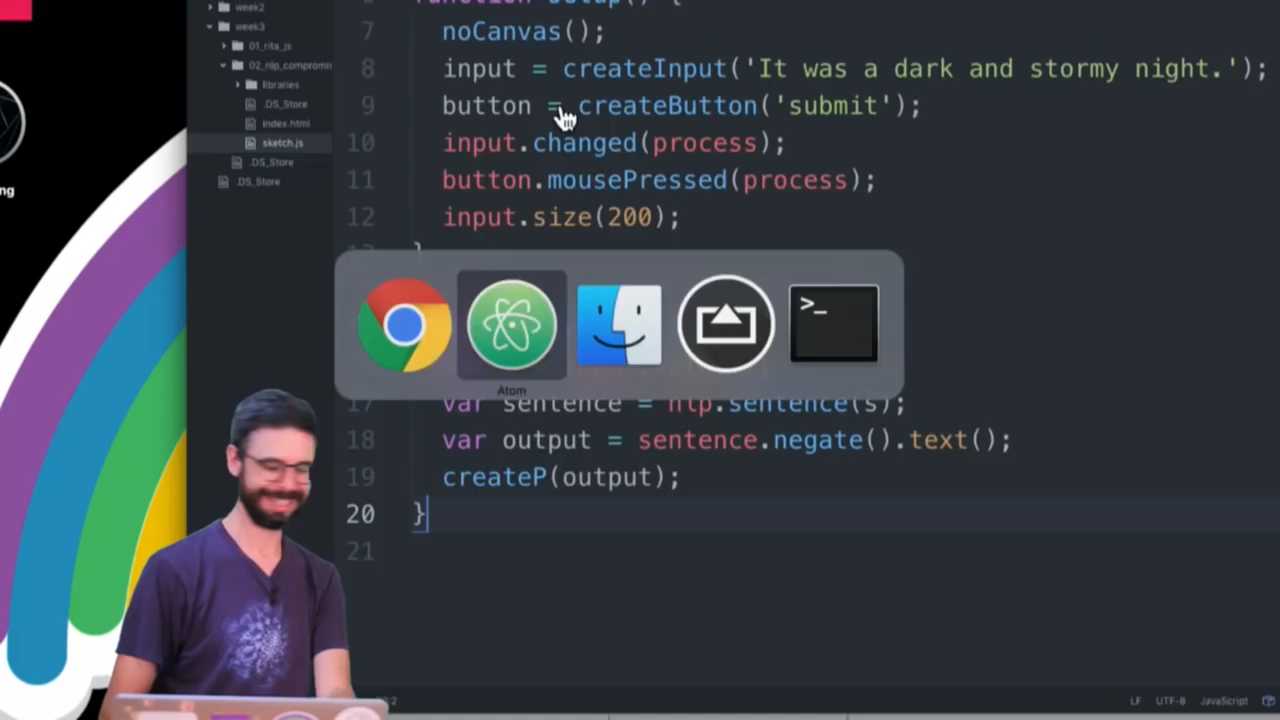 week2
week3
01_rita_js
02_nlp_compromi
libraries
.DS_Store
index.html
sketch.js
.DS_Store
.DS_Store
ng
7 noCanvas();
8 input = createInput('It was a dark and stormy night.');
9 button = createButton('submit');
10 input.changed(process);
11 button.mousePressed(process);
12 input.size(200);
>_
Atom
17 var sentence = nlp.sentence(s);
18 var output = sentence.negate().text();
19 createP(output);
20 }
21
LF UTF-8 JavaScript